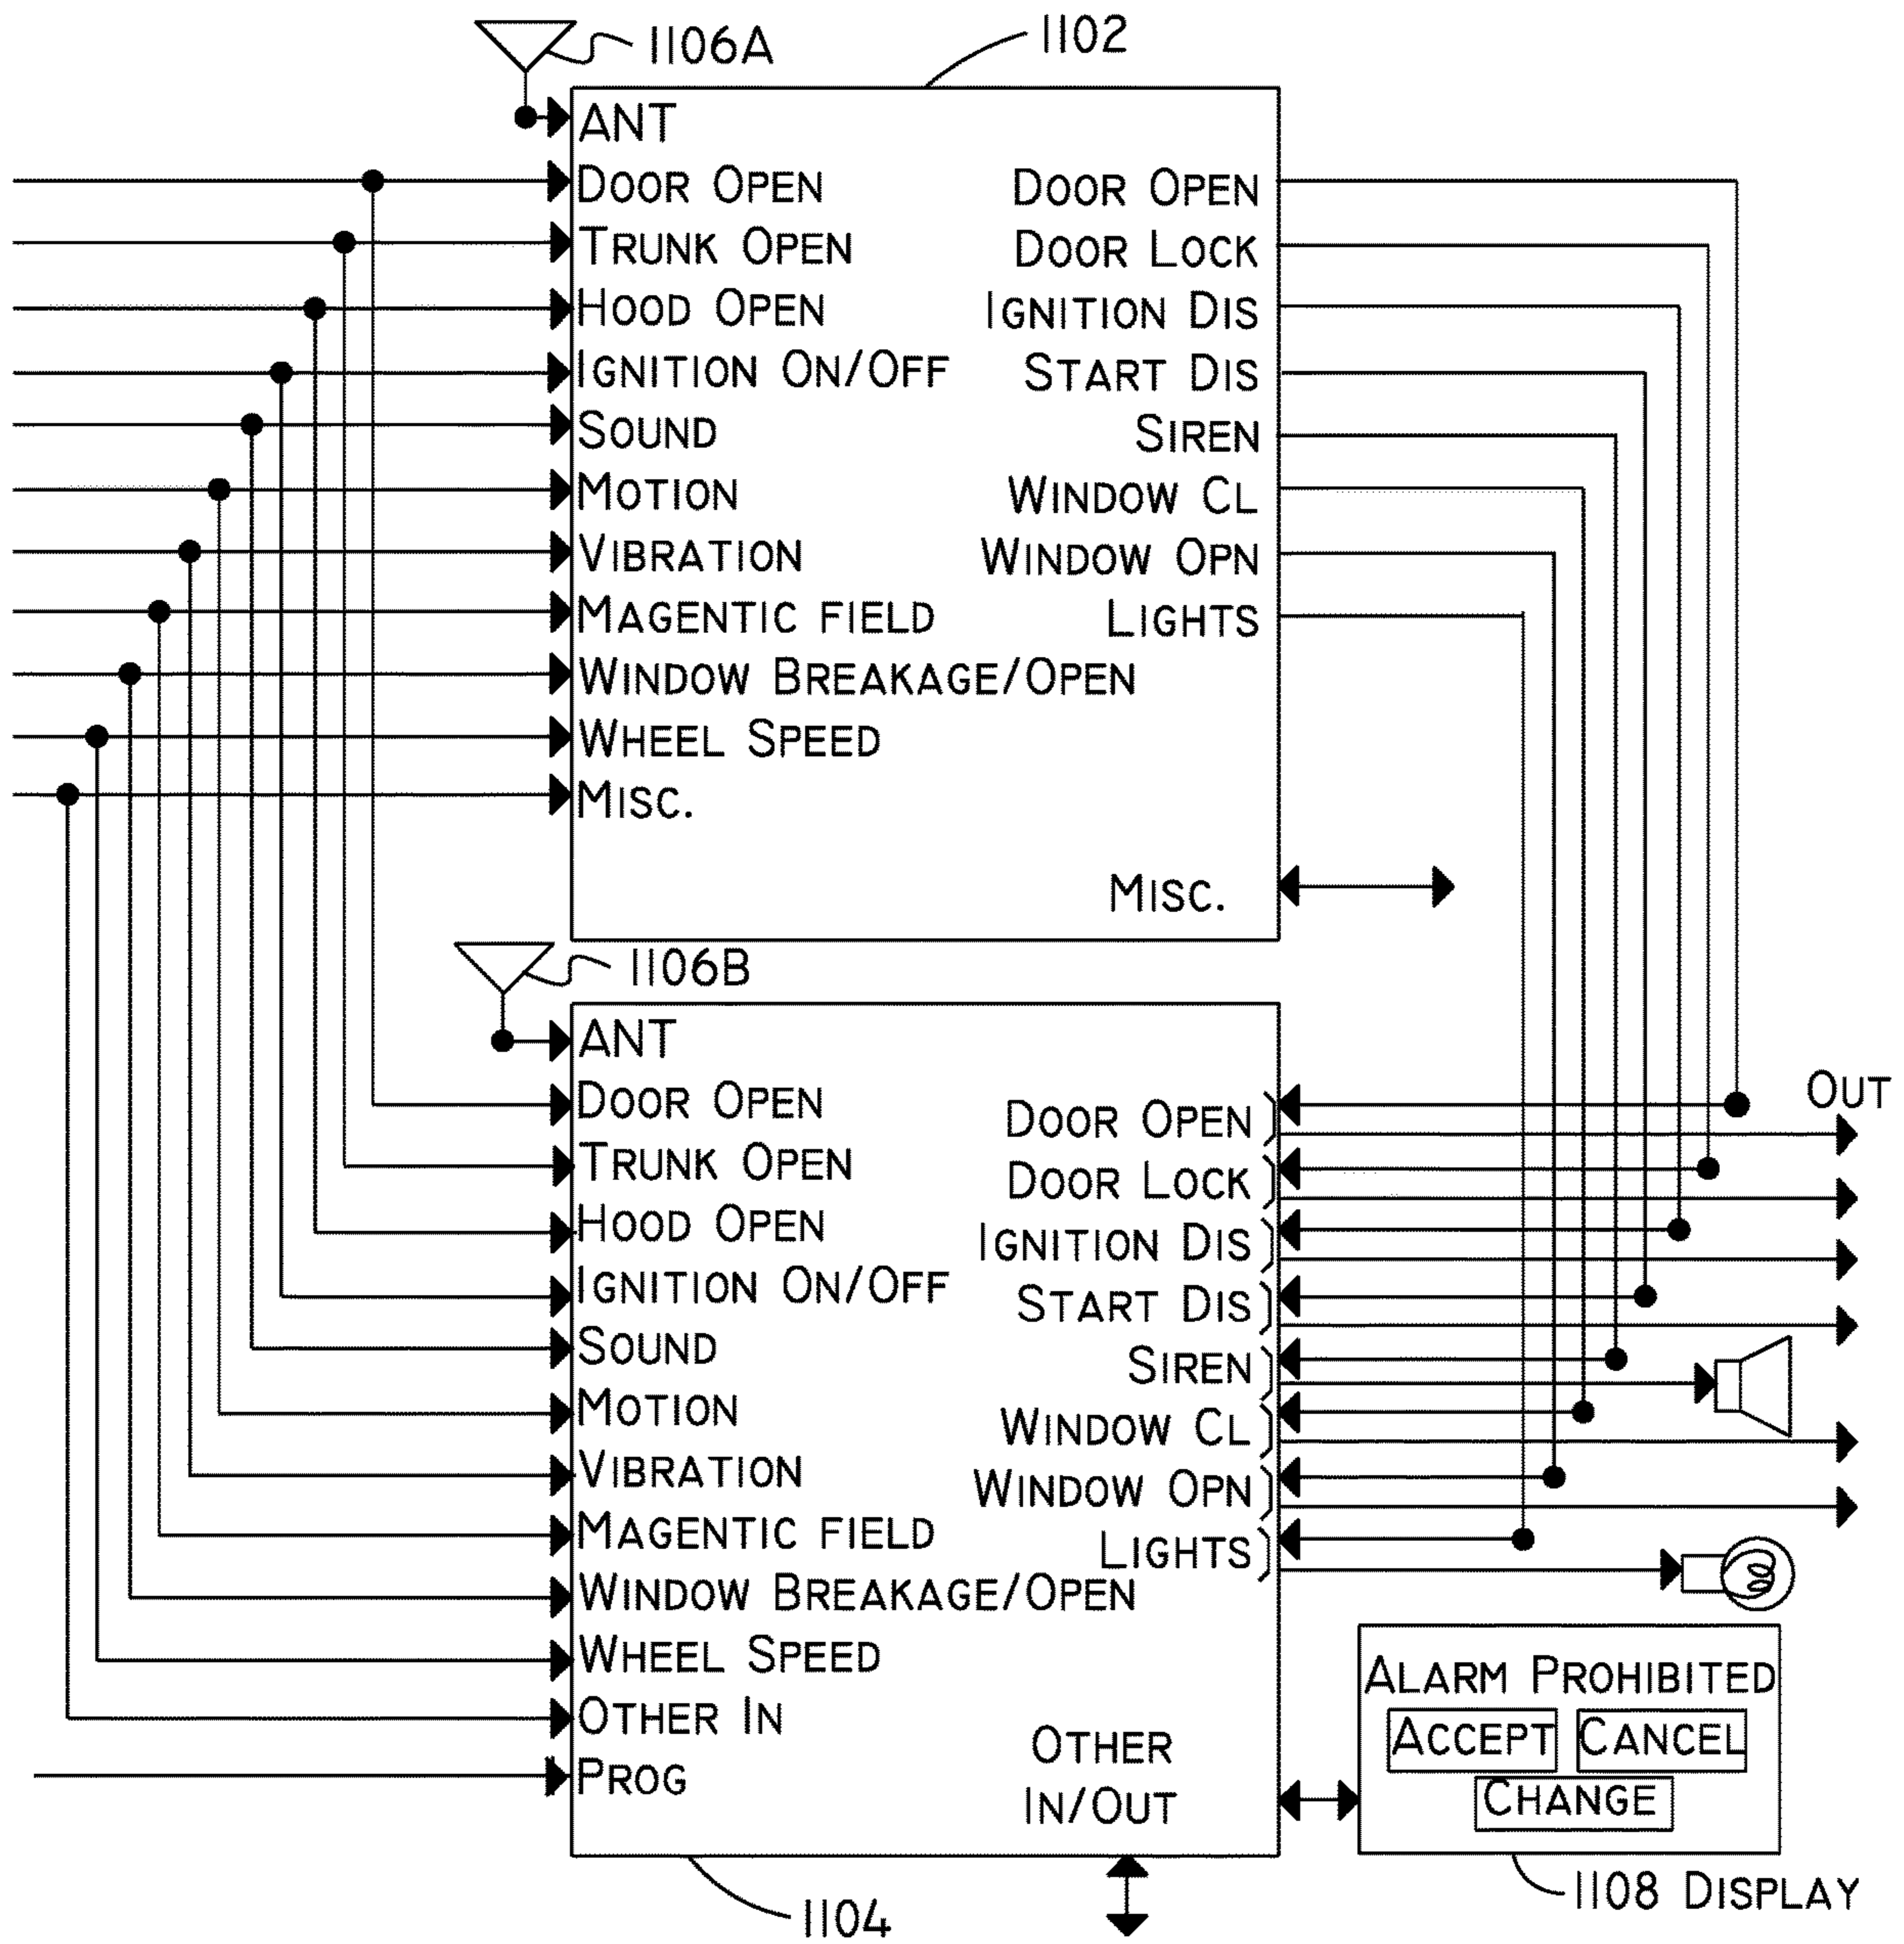 1106A
1102
ANT
DOOR OPEN
TRUNK OPEN
HOOD OPEN
IGNITION ON/OFF
SOUND
MOTION
VIBRATION
MAGENTIC FIELD
WINDOW BREAKAGE/OPEN
WHEEL SPEED
MISC.
DOOR OPEN
DOOR LOCK
IGNITION DIS
START DIS
SIREN
WINDOW CL
WINDOW OPN
LIGHTS
MISC.
1106B
ANT
DOOR OPEN
TRUNK OPEN
HOOD OPEN
IGNITION ON/OFF
SOUND
MOTION
VIBRATION
MAGENTIC FIELD
WINDOW BREAKAGE/OPEN
WHEEL SPEED
OTHER IN
PROG
DOOR OPEN
DOOR LOCK
IGNITION DIS
START DIS
SIREN
WINDOW CL
WINDOW OPN
LIGHTS
OTHER
IN/OUT
OUT
ALARM PROHIBITED
ACCEPT CANCEL
CHANGE
1108 DISPLAY
1104